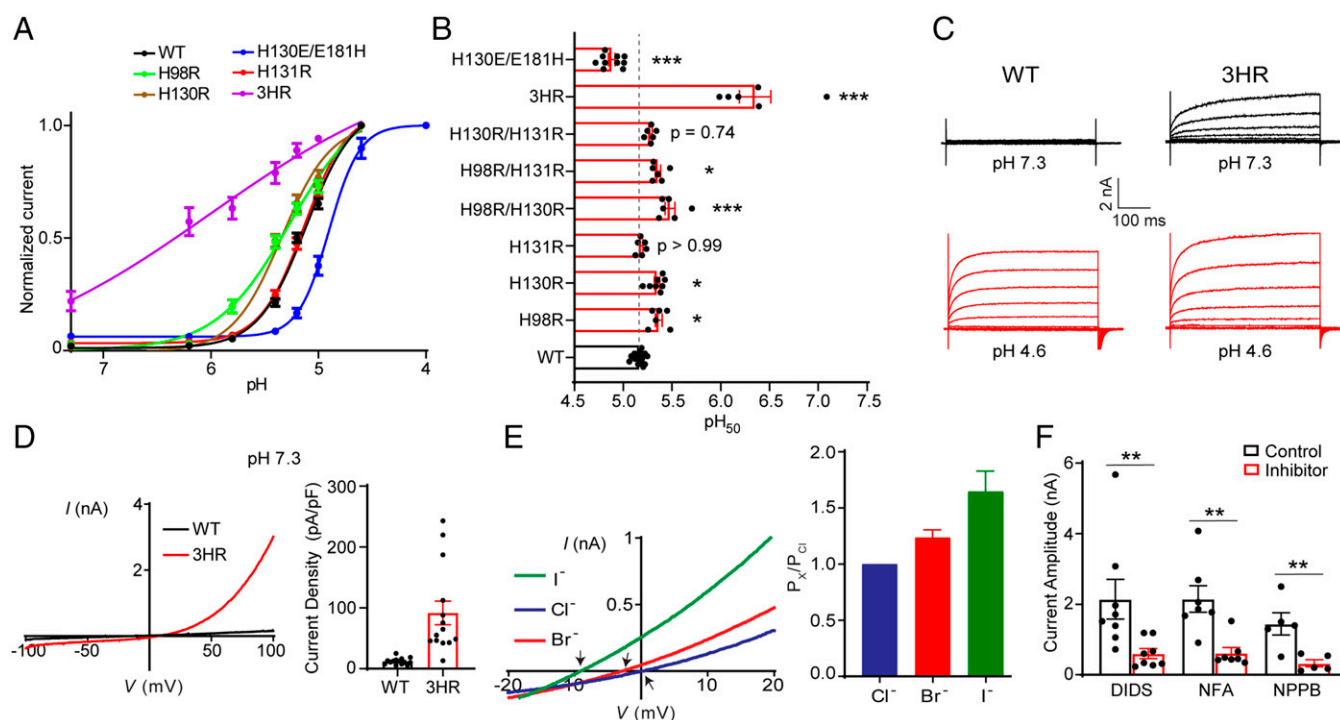 A
WT
H98R
H130R
H130E/E181H
H131R
3HR
Normalized current
1.0
0.5
0
7
6
5
4
pH
B
H130E/E181H
***
3HR
***
H130R/H131R
p = 0.74
H98R/H131R
*
H98R/H130R
***
H131R
p > 0.99
H130R
*
H98R
*
WT
4.5
5.0
5.5
6.0
6.5
7.0
7.5
pH50
C
WT
3HR
pH 7.3
pH 7.3
2 nA
100 ms
pH 4.6
pH 4.6
D
pH 7.3
I (nA)
4
2
WT
3HR
-100
-50
50
100
V (mV)
Current Density (pA/pF)
300
200
100
0
WT
3HR
E
I (nA)
1
0.5
I-
Cl-
Br-
-20
-10
0
10
20
V (mV)
PX/PCl
2.0
1.5
1.0
0.5
0.0
Cl-
Br-
I-
F
Control
Inhibitor
Current Amplitude (nA)
6
4
2
0
**
**
**
DIDS
NFA
NPPB